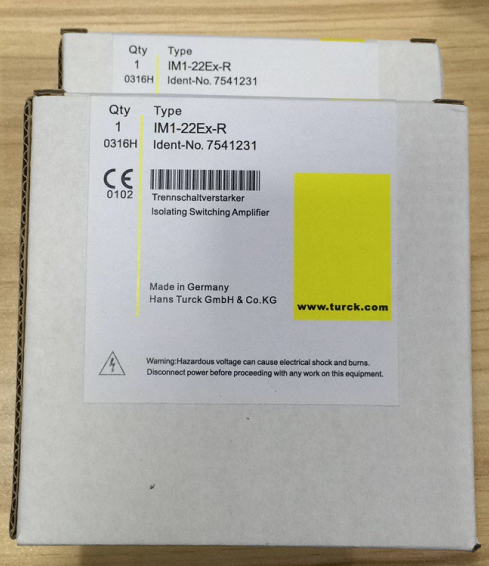 Qty Type
1 IM1-22Ex-R
0316H Ident-No. 7541231
Qty Type
1 IM1-22Ex-R
0316H Ident-No. 7541231
CE
0102
Trennschaltverstarker
Isolating Switching Amplifier
Made in Germany
Hans Turck GmbH & Co.KG
www.turck.com
Warning:Hazardous voltage can cause electrical shock and burns.
Disconnect power before proceeding with any work on this equipment.